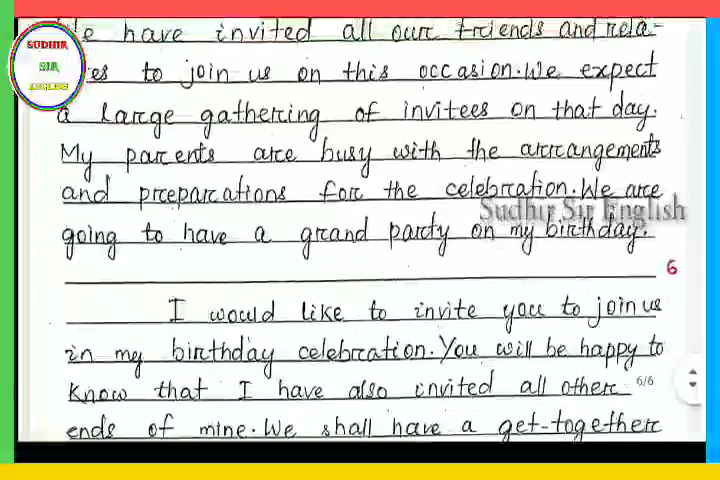 SUDHIR
SIR
ENGLISH
have invited all our friends and rela-
es to join us on this occasion. We expect
a large gathering of invitees on that day.
My parents are busy with the arrangements
and preparations for the celebration. We are
Sudhir Sir English
going to have a grand party on my birthday.
6
I would like to invite you to join us
in my birthday celebration. You will be happy to
know that I have also invited all other
6/6
ends of mine. We shall have a get-together